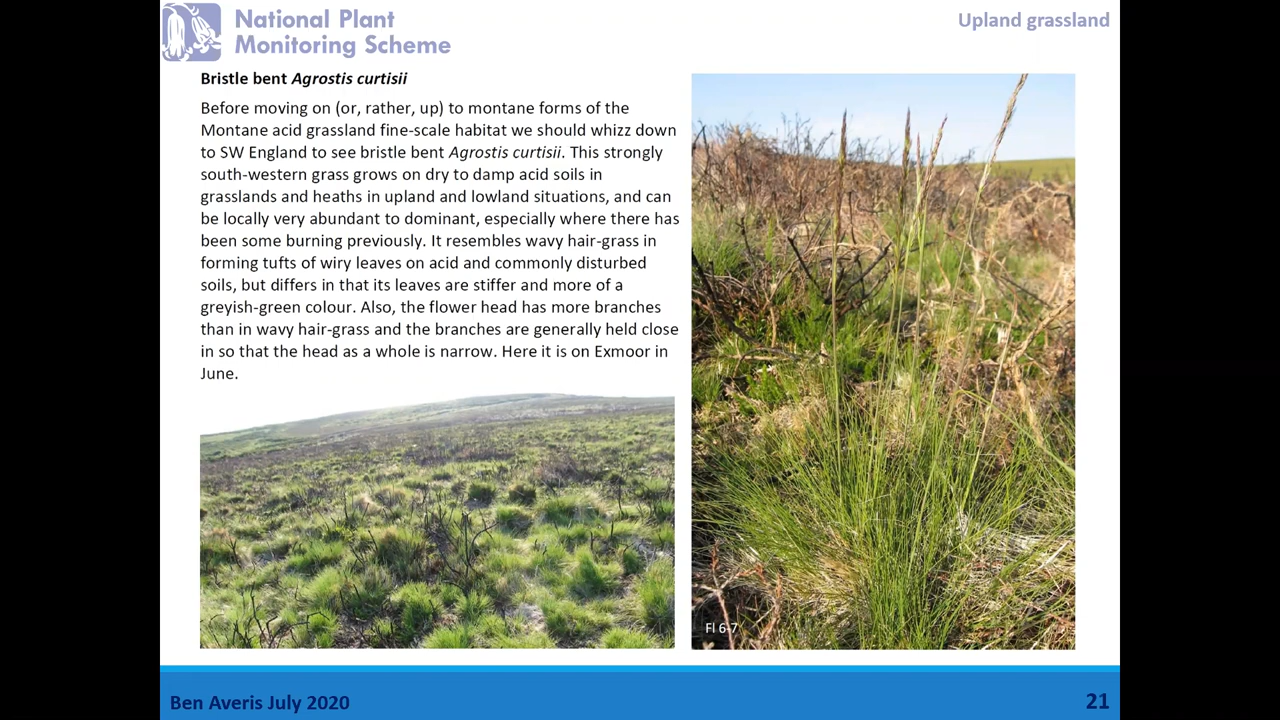 National Plant
Monitoring Scheme
Upland grassland
Bristle bent Agrostis curtisii
Before moving on (or, rather, up) to montane forms of the
Montane acid grassland fine-scale habitat we should whizz down
to SW England to see bristle bent Agrostis curtisii. This strongly
south-western grass grows on dry to damp acid soils in
grasslands and heaths in upland and lowland situations, and can
be locally very abundant to dominant, especially where there has
been some burning previously. It resembles wavy hair-grass in
forming tufts of wiry leaves on acid and commonly disturbed
soils, but differs in that its leaves are stiffer and more of a
greyish-green colour. Also, the flower head has more branches
than in wavy hair-grass and the branches are generally held close
in so that the head as a whole is narrow. Here it is on Exmoor in
June.
Fl 6-7
Ben Averis July 2020
21